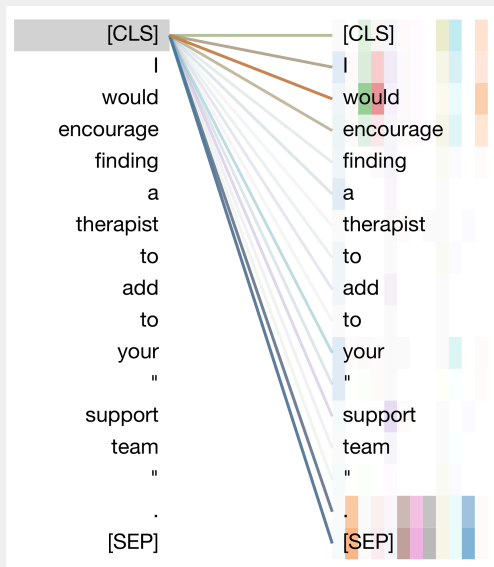 [CLS] [CLS]
I I
would would
encourage encourage
finding finding
a a
therapist therapist
to to
add add
to to
your your
" "
support support
team team
" "
. .
[SEP] [SEP]